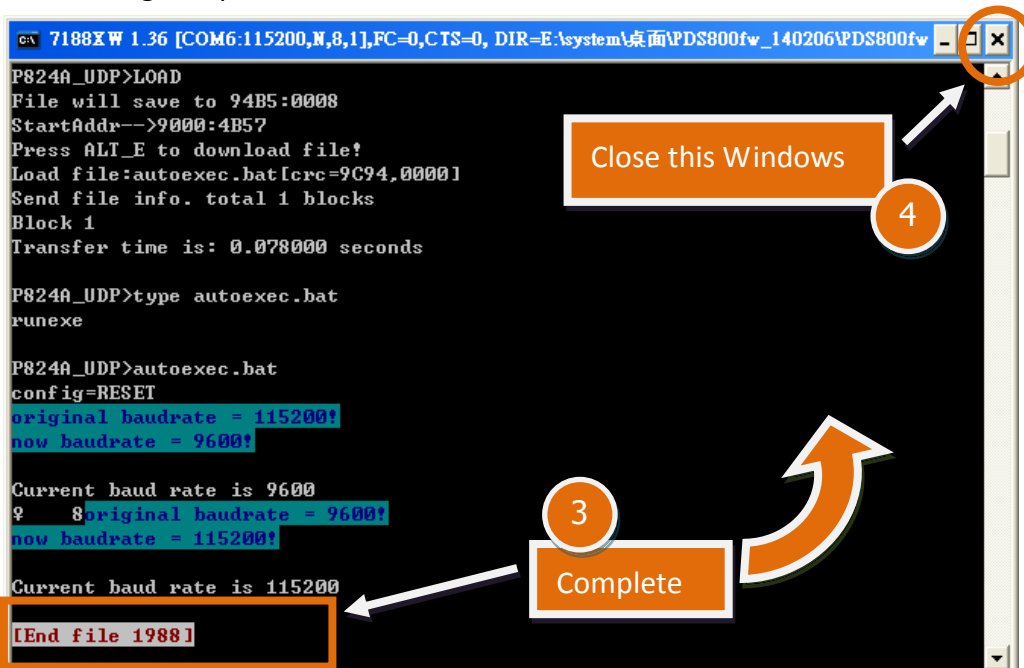 7188XW 1.36 [COM6:115200,N,8,1],FC=0,CTS=0, DIR=E:\system\桌面\PDS800fw_140206\PDS800fw
P824A_UDP>LOAD
File will save to 94B5:0008
StartAddr-->9000:4B57
Press ALT_E to download file!
Load file:autoexec.bat[crc=9C94,0000]
Send file info. total 1 blocks
Block 1
Transfer time is: 0.078000 seconds
P824A_UDP>type autoexec.bat
runexe
P824A_UDP>autoexec.bat
config=RESET
original baudrate = 115200!
now baudrate = 9600!
Current baud rate is 9600
♀ 8original baudrate = 9600!
now baudrate = 115200!
Current baud rate is 115200
[End file 1988]
3
Complete
Close this Windows
4